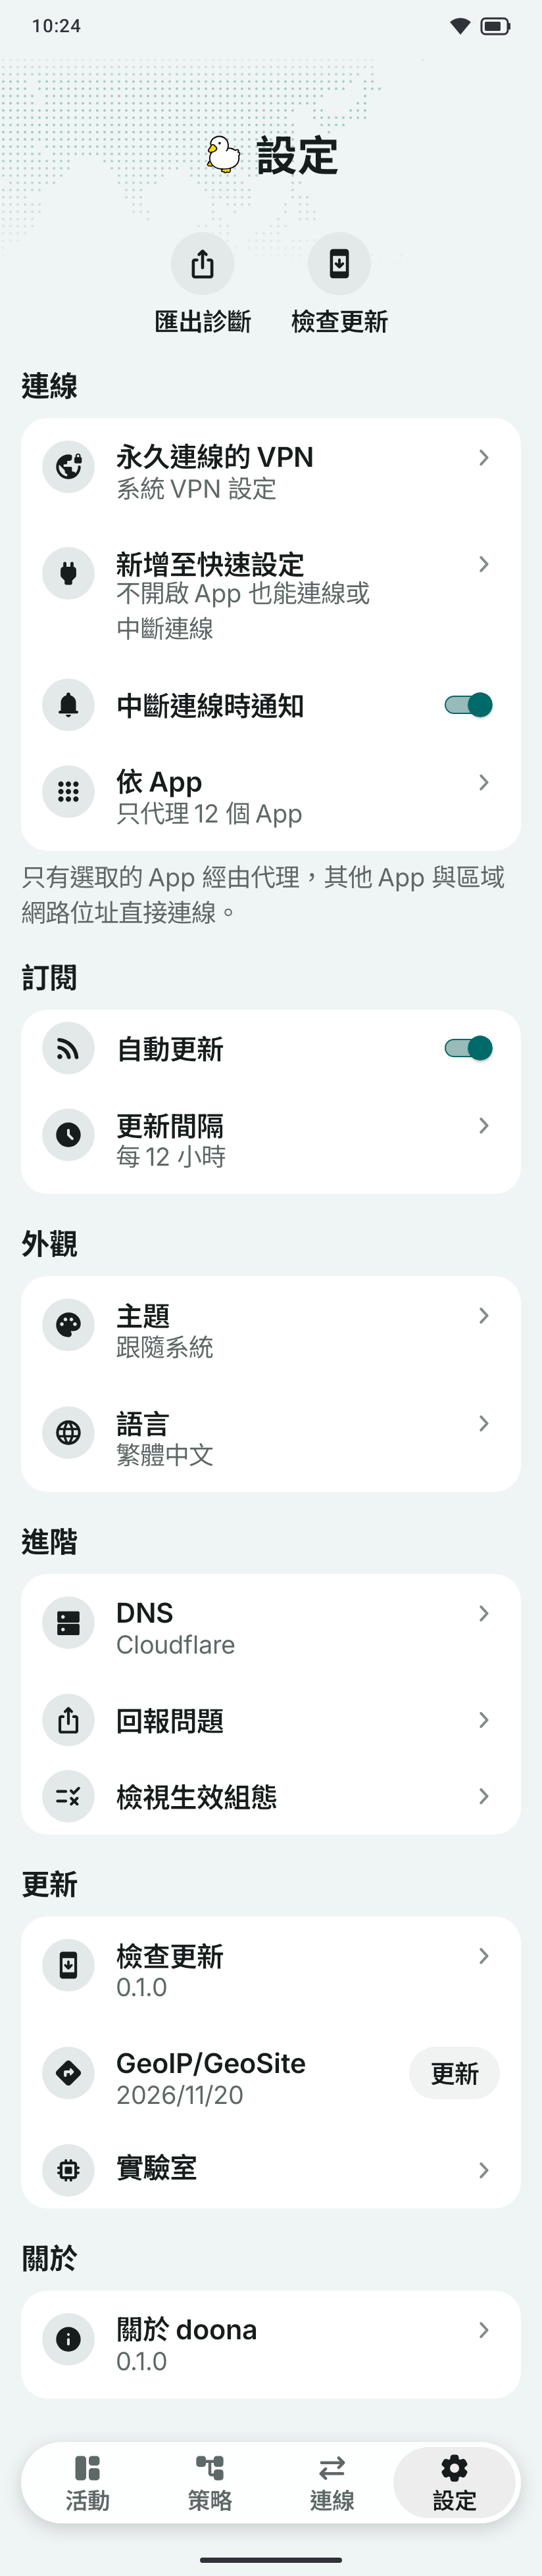 10:24
設定
匯出診斷
檢查更新
連線
永久連線的 VPN
系統 VPN 設定
新增至快速設定
不開啟 App 也能連線或
中斷連線
中斷連線時通知
依 App
只代理 12 個 App
只有選取的 App 經由代理，其他 App 與區域
網路位址直接連線。
訂閱
自動更新
更新間隔
每 12 小時
外觀
主題
跟隨系統
語言
繁體中文
進階
DNS
Cloudflare
回報問題
檢視生效組態
更新
檢查更新
0.1.0
GeoIP/GeoSite
2026/11/20
更新
實驗室
關於
關於 doona
0.1.0
活動
策略
連線
設定